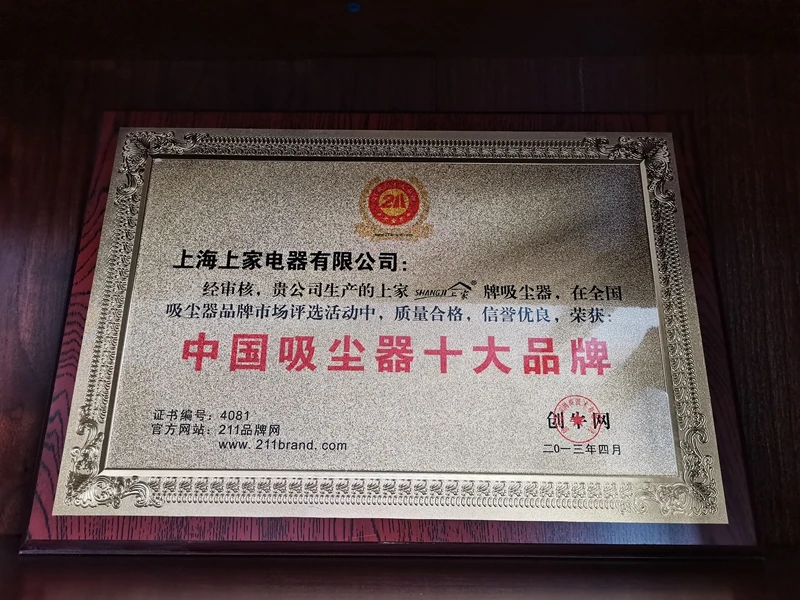 211
上海上家电器有限公司：
经审核，贵公司生产的上家 SHANGJI 上家® 牌吸尘器，在全国
吸尘器品牌市场评选活动中，质量合格，信誉优良，荣获：
中国吸尘器十大品牌
证书编号：4081
官方网站：211品牌网
www.211brand.com
网
二0一三年四月